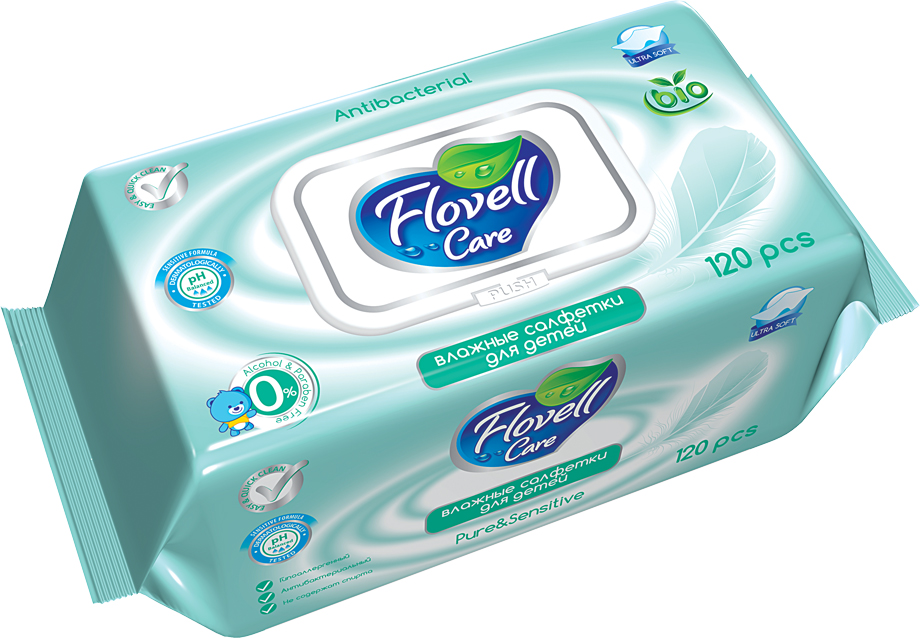 Antibacterial
ULTRA SOFT
bio
EASY & QUICK CLEAN
Flovell
Care
PUSH
SENSITIVE FORMULA
DERMATOLOGICALLY
pH
Balanced
TESTED
120 pcs
влажные салфетки
для детей
ULTRA SOFT
Alcohol & Paraben
Free
0%
Flovell
Care
120 pcs
влажные салфетки
для детей
Pure&Sensitive
EASY & QUICK CLEAN
SENSITIVE FORMULA
DERMATOLOGICALLY
pH
Balanced
TESTED
Гипоаллергенный
Антибактериальный
Не содержат спирта